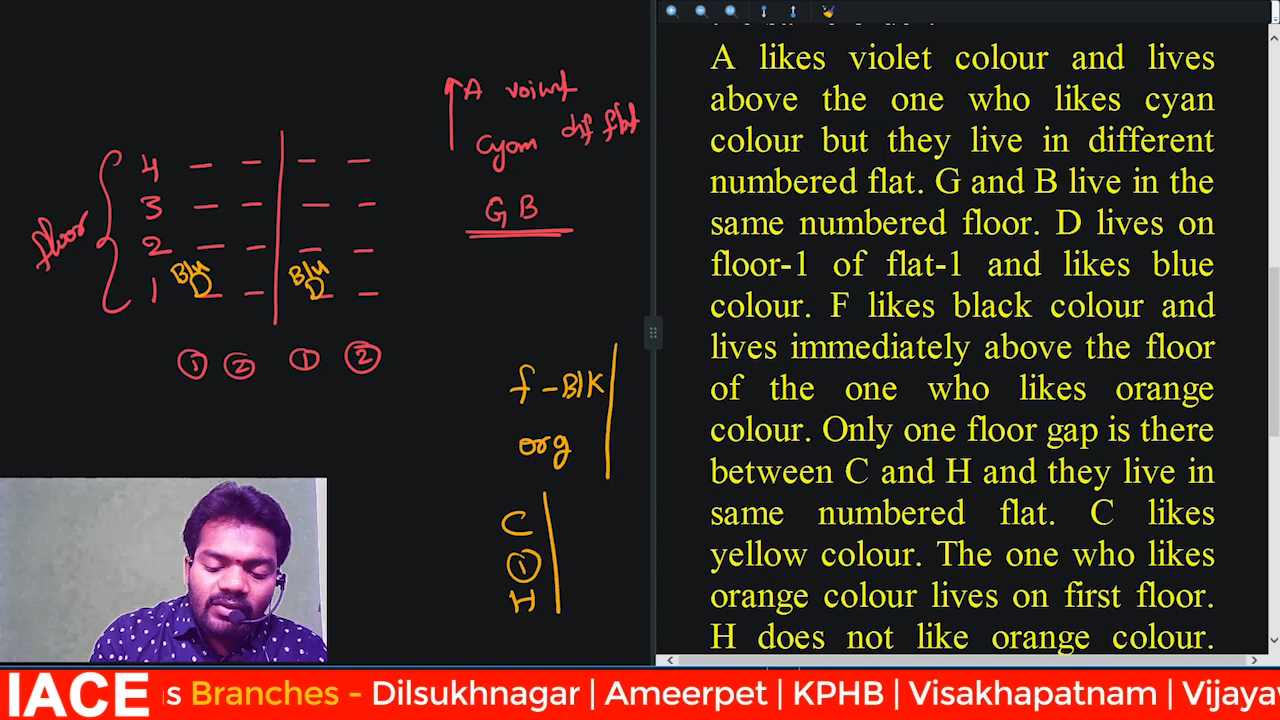 A voiwt
Cyom dif flat
G B
floor
4
3
2
1
Blu Blu
D D
1 2 1 2
f - Blk
org
C
1
H
A likes violet colour and lives
above the one who likes cyan
colour but they live in different
numbered flat. G and B live in the
same numbered floor. D lives on
floor-1 of flat-1 and likes blue
colour. F likes black colour and
lives immediately above the floor
of the one who likes orange
colour. Only one floor gap is there
between C and H and they live in
same numbered flat. C likes
yellow colour. The one who likes
orange colour lives on first floor.
H does not like orange colour.
IACE s Branches - Dilsukhnagar | Ameerpet | KPHB | Visakhapatnam | Vijaya